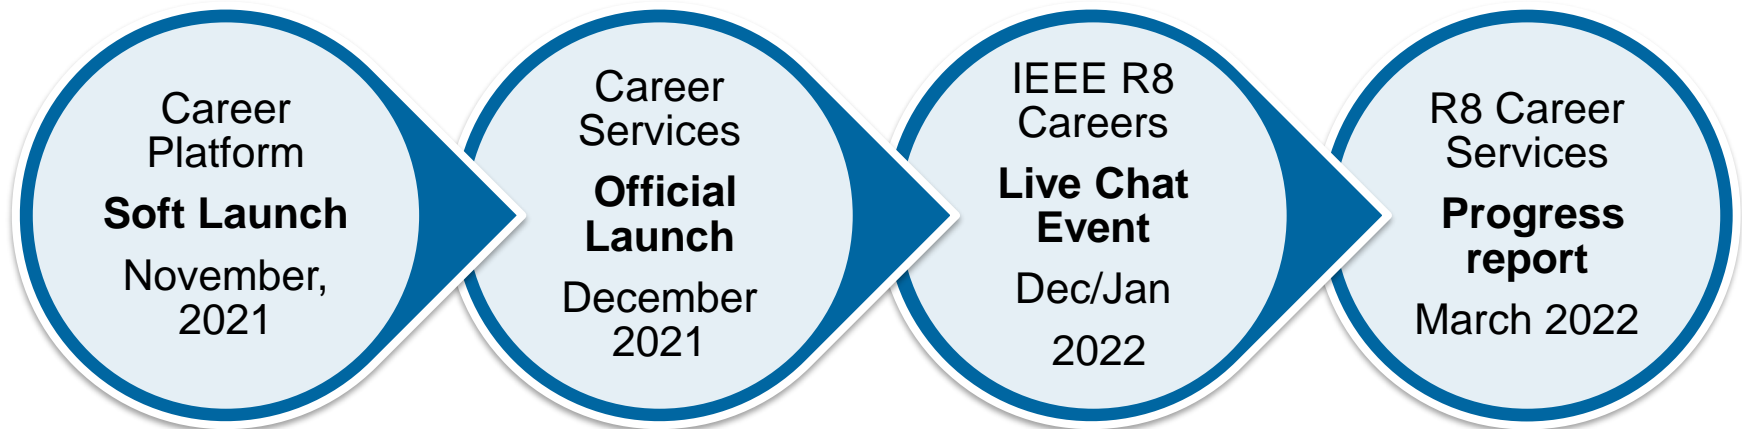 Career
Platform
Soft Launch
November,
2021
Career
Services
Official
Launch
December
2021
IEEE R8
Careers
Live Chat
Event
Dec/Jan
2022
R8 Career
Services
Progress
report
March 2022